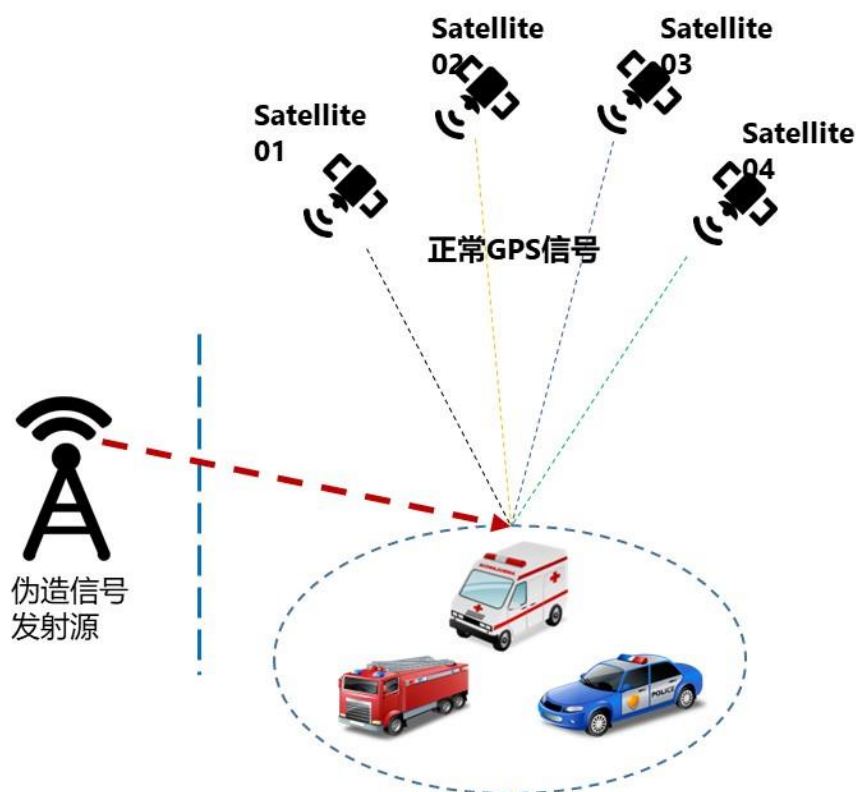 Satellite
02
Satellite
03
Satellite
01
Satellite
04
正常GPS信号
伪造信号
发射源
AMBULANCE
POLICE